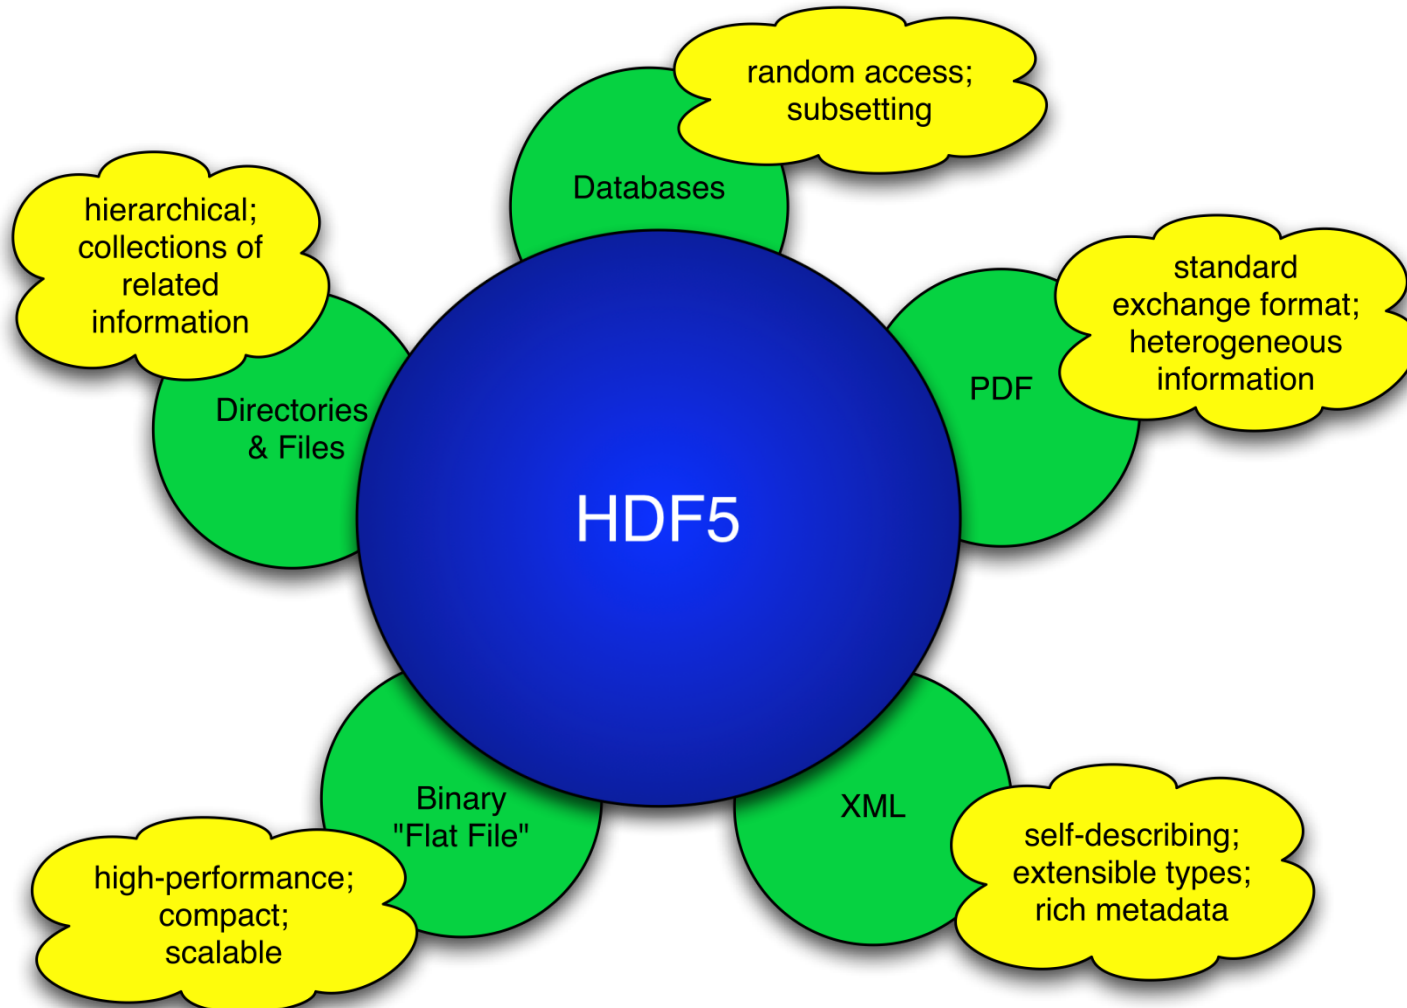 random access;
subsetting
Databases
hierarchical;
collections of
related
information
Directories
& Files
standard
exchange format;
heterogeneous
information
PDF
HDF5
Binary
"Flat File"
high-performance;
compact;
scalable
XML
self-describing;
extensible types;
rich metadata